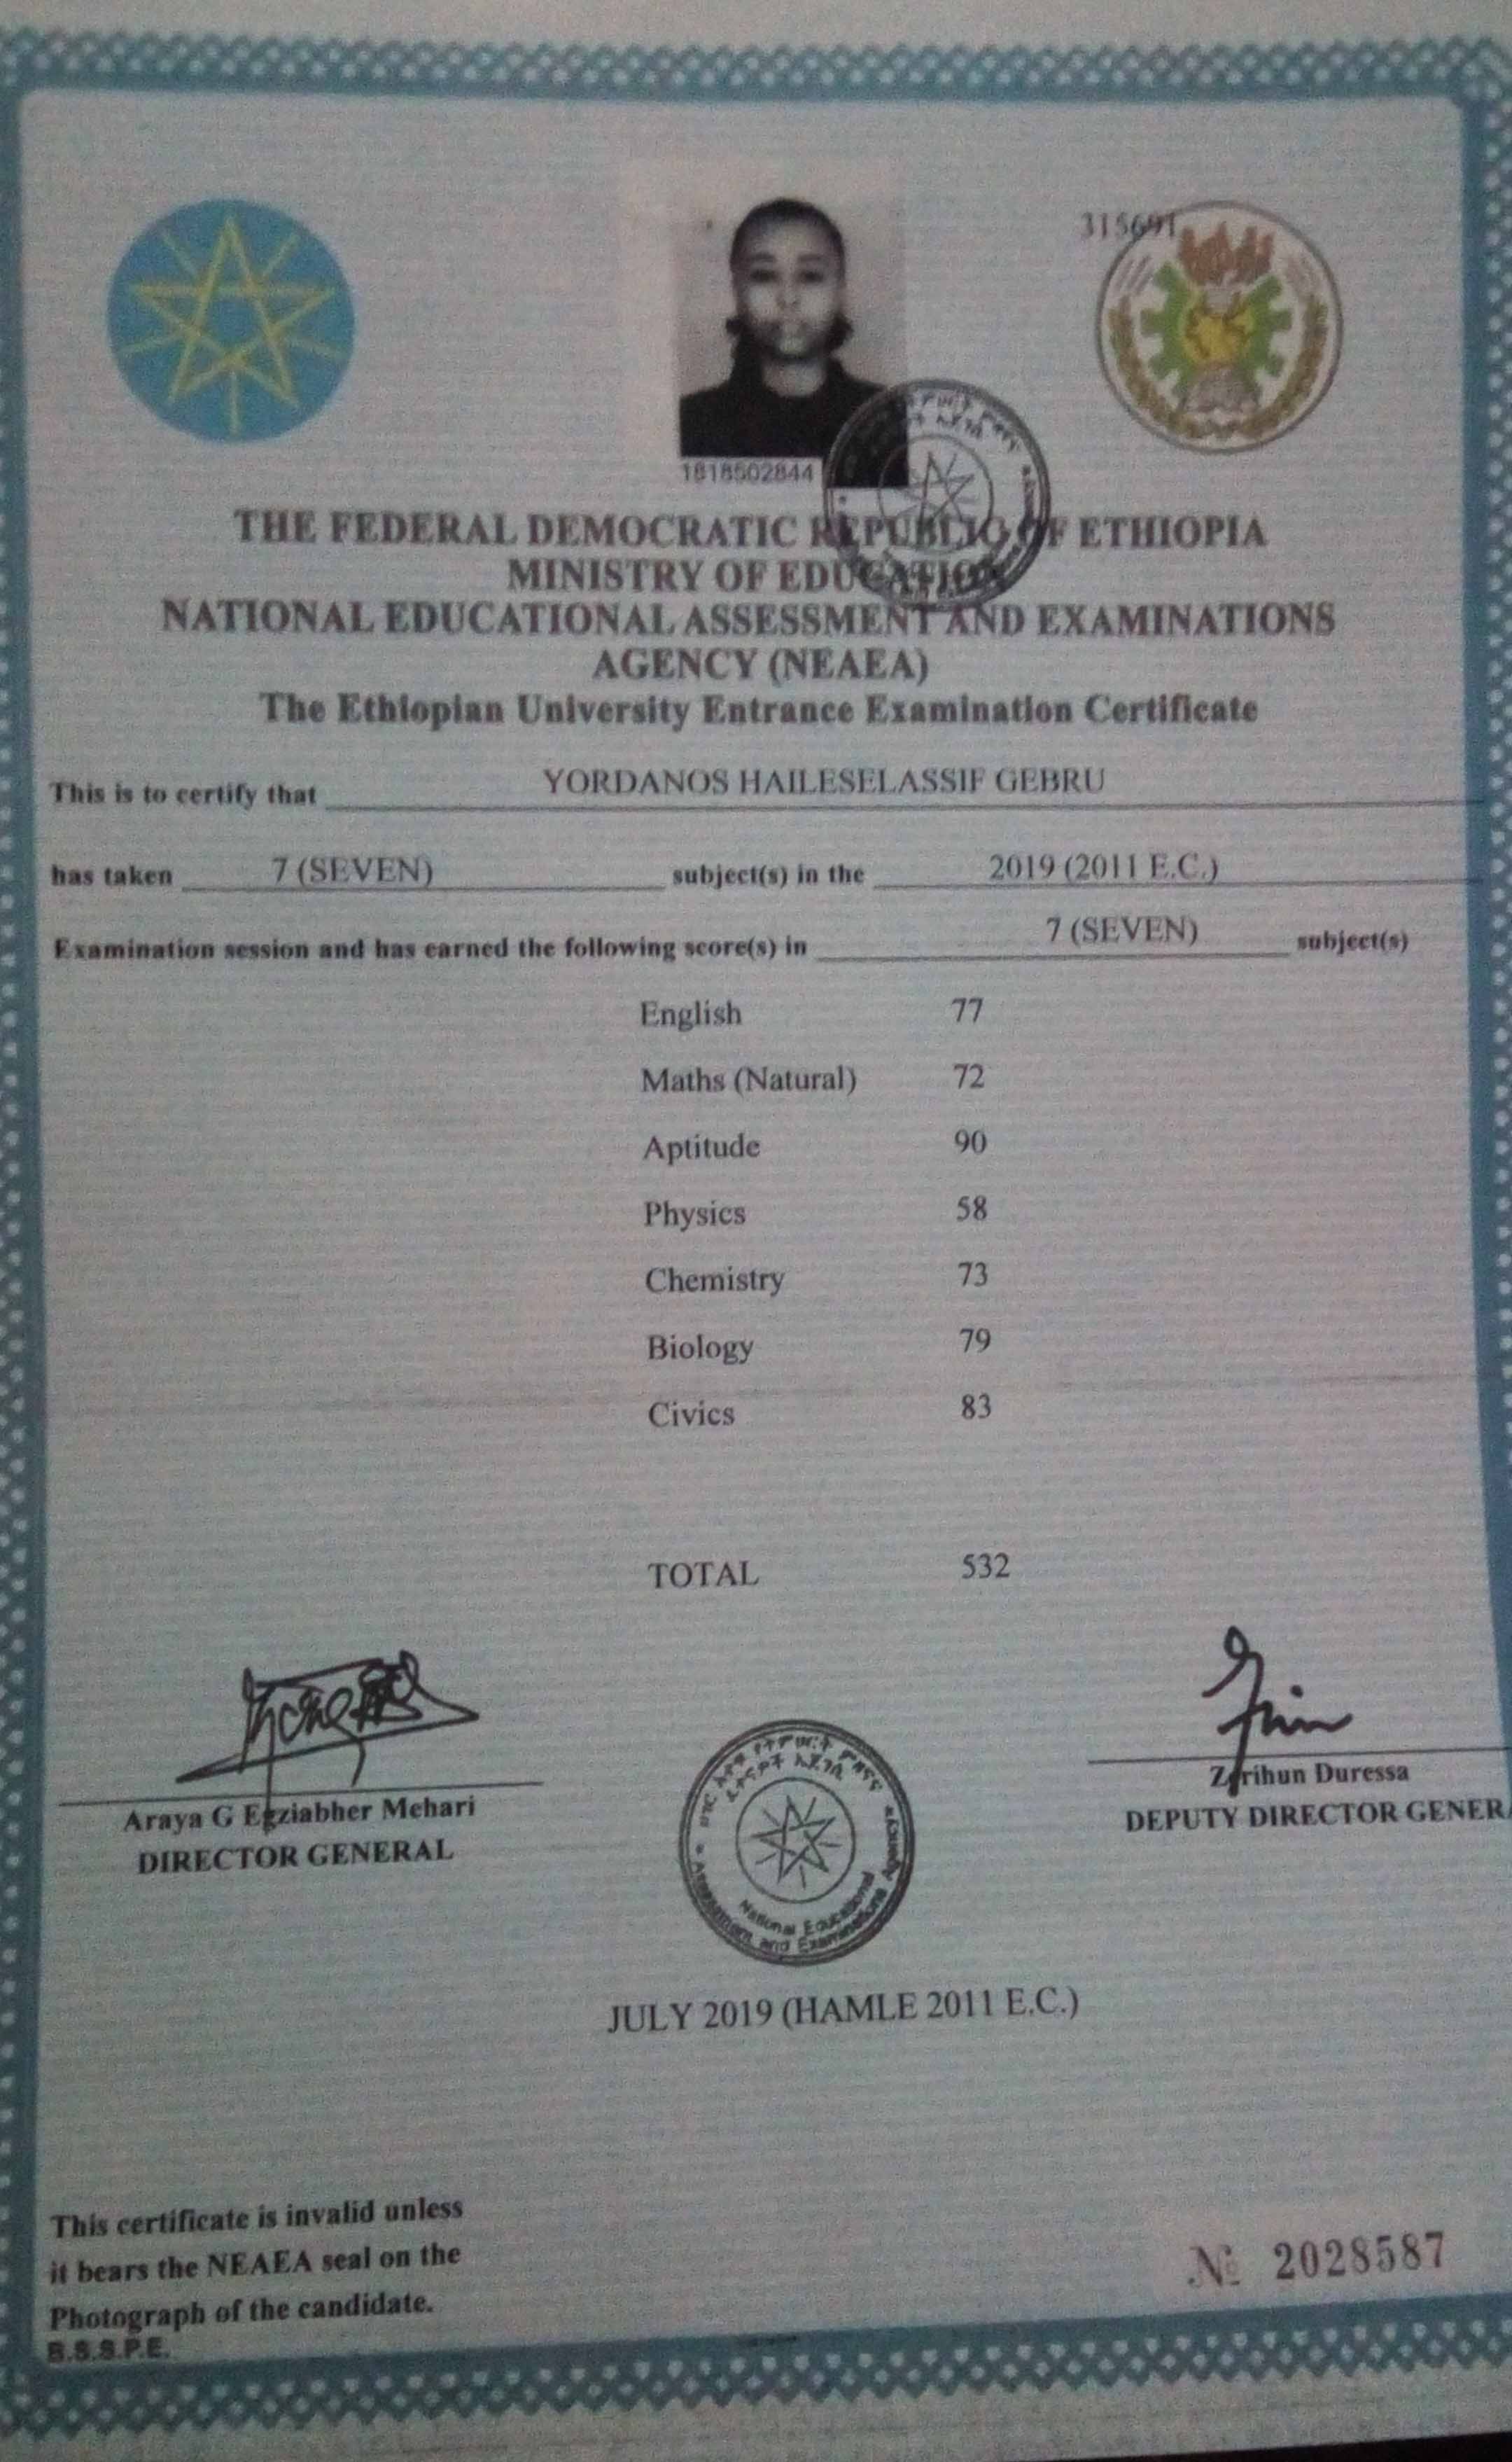 315691
1818502844
THE FEDERAL DEMOCRATIC REPUBLIC OF ETHIOPIA
MINISTRY OF EDUCATION
NATIONAL EDUCATIONAL ASSESSMENT AND EXAMINATIONS
AGENCY (NEAEA)
The Ethiopian University Entrance Examination Certificate
This is to certify that YORDANOS HAILESELASSIE GEBRU
has taken 7 (SEVEN) subject(s) in the 2019 (2011 E.C.)
Examination session and has earned the following score(s) in 7 (SEVEN) subject(s)
English 77
Maths (Natural) 72
Aptitude 90
Physics 58
Chemistry 73
Biology 79
Civics 83
TOTAL 532
Araya G Egziabher Mehari
DIRECTOR GENERAL
Zerihun Duressa
DEPUTY DIRECTOR GENER
National Educational
Assessment and Examinations Agency
JULY 2019 (HAMLE 2011 E.C.)
This certificate is invalid unless
it bears the NEAEA seal on the
Photograph of the candidate.
B.S.S.P.E.
№ 2028587